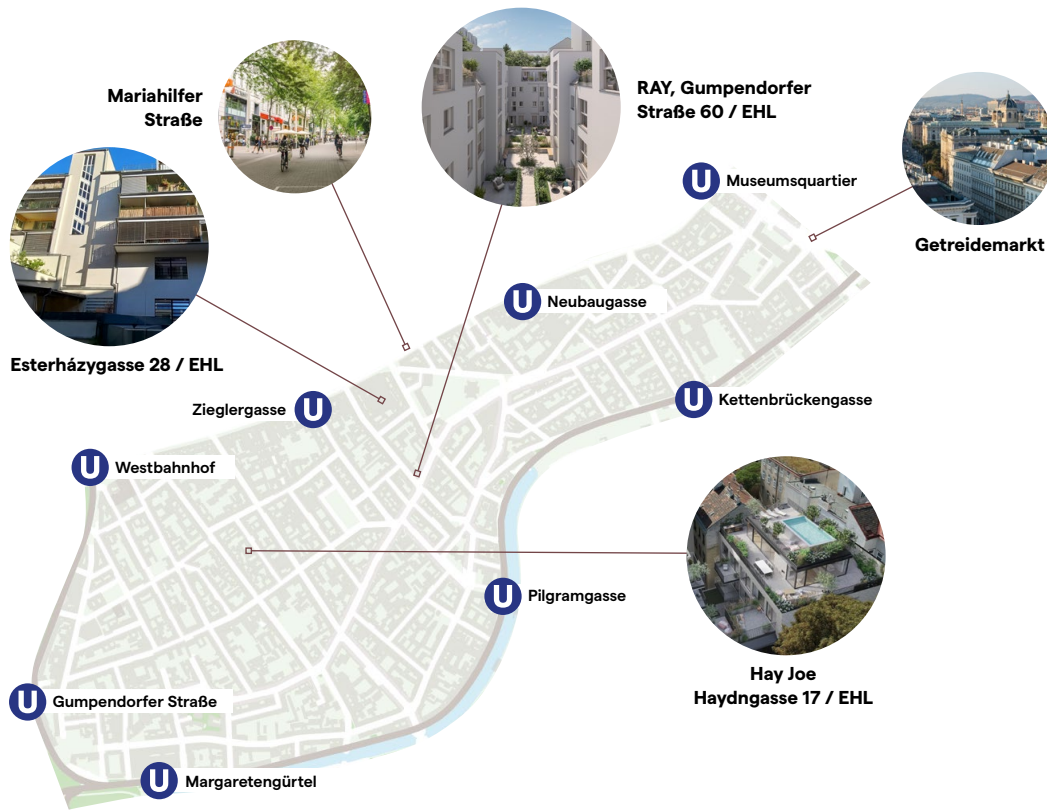 Mariahilfer
Straße
RAY, Gumpendorfer
Straße 60 / EHL
U Museumsquartier
Getreidemarkt
U Neubaugasse
Esterházygasse 28 / EHL
Zieglergasse U
U Kettenbrückengasse
U Westbahnhof
U Pilgramgasse
Hay Joe
Haydngasse 17 / EHL
U Gumpendorfer Straße
U Margaretengürtel